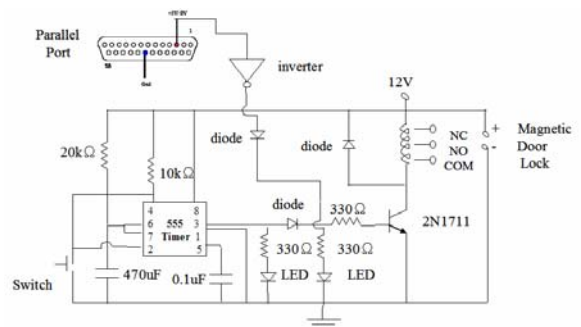 +5V-0V
1
Parallel
Port
Gnd
inverter
12V
diode
diode
NC
NO
COM
+
-
Magnetic
Door
Lock
20kΩ
10kΩ
4 8
6 555 3
7 Timer 1
2 5
diode
330Ω
2N1711
330Ω
330Ω
LED
LED
Switch
470uF
0.1uF